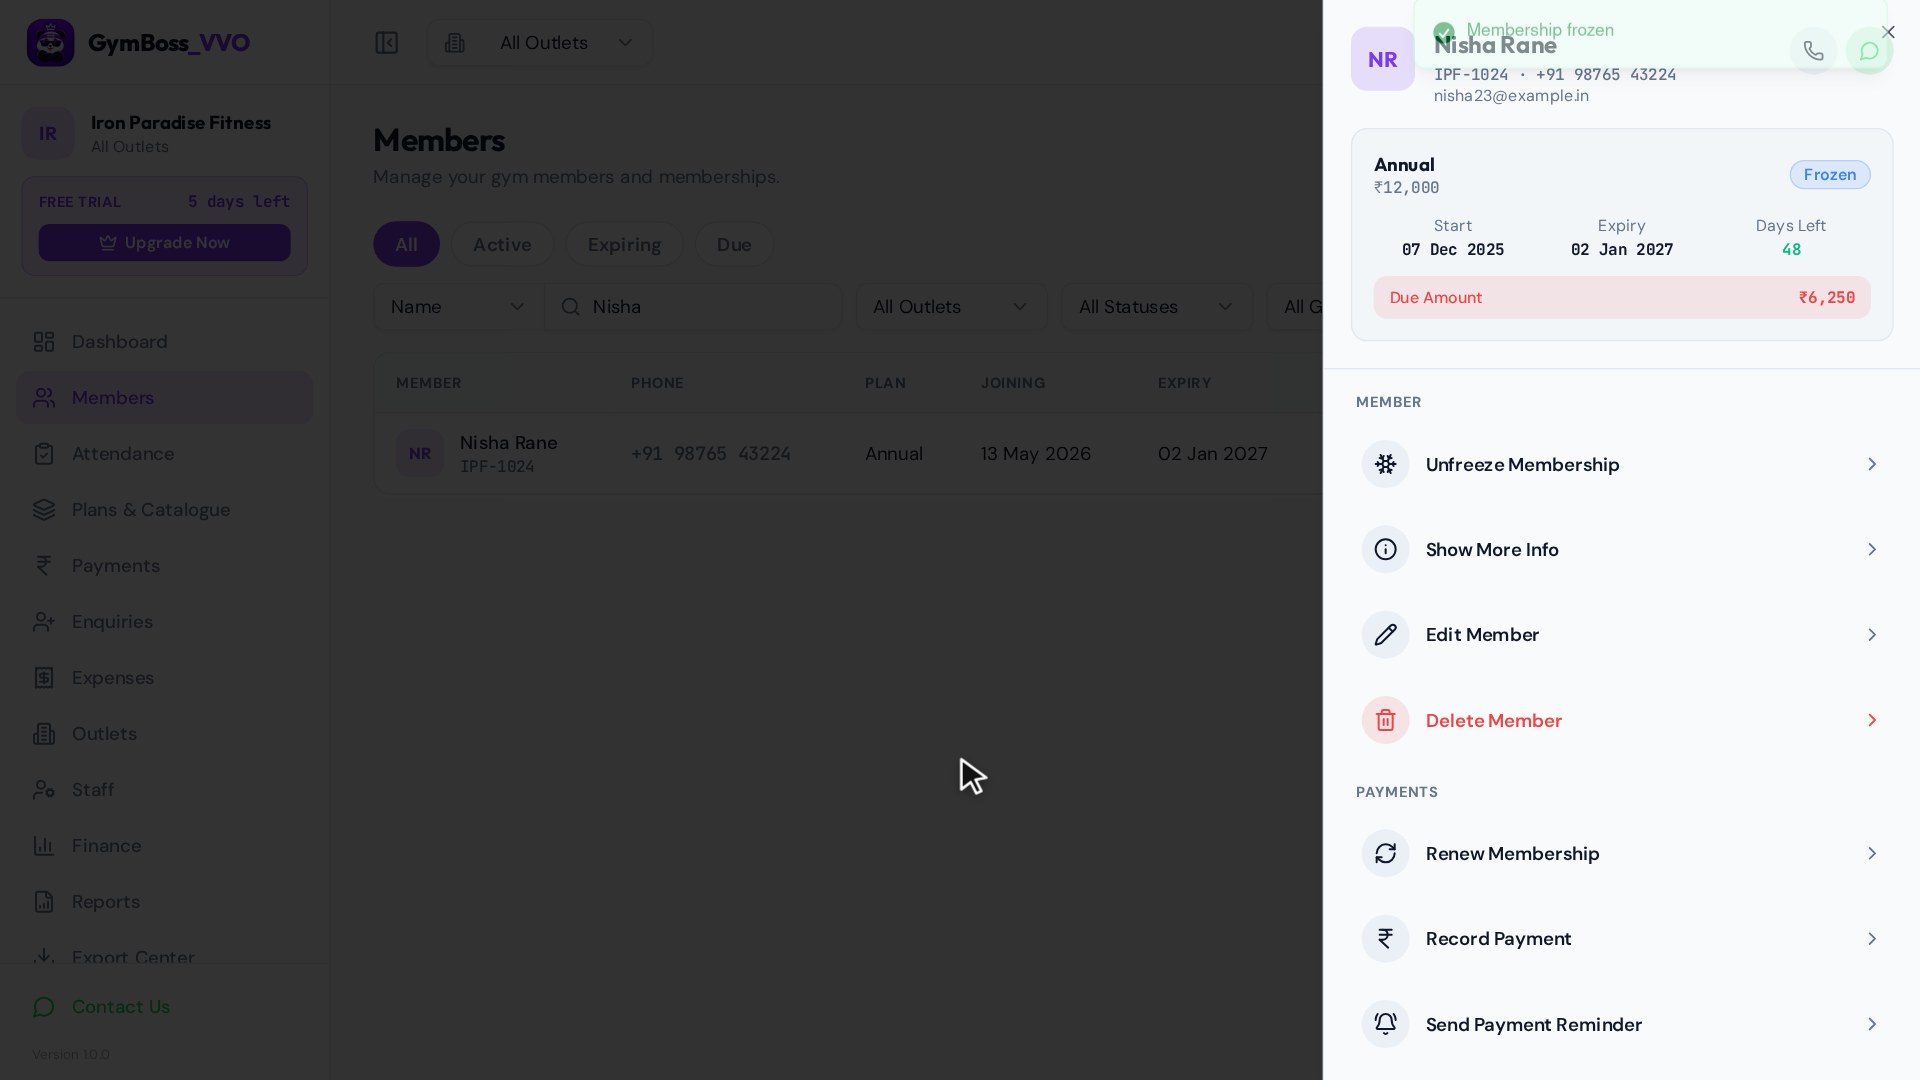 GymBoss_VVO
All Outlets
IR
Iron Paradise Fitness
All Outlets
FREE TRIAL
5 days left
Upgrade Now
Dashboard
Members
Attendance
Plans & Catalogue
Payments
Enquiries
Expenses
Outlets
Staff
Finance
Reports
Export Center
Contact Us
Version 1.0.0
Members
Manage your gym members and memberships.
All
Active
Expiring
Due
Name
Nisha
All Outlets
All Statuses
All G
MEMBER
PHONE
PLAN
JOINING
EXPIRY
NR
Nisha Rane
IPF-1024
+91 98765 43224
Annual
13 May 2026
02 Jan 2027
Membership frozen
NR
Nisha Rane
IPF-1024 · +91 98765 43224
nisha23@example.in
Annual
₹12,000
Frozen
Start
Expiry
Days Left
07 Dec 2025
02 Jan 2027
48
Due Amount
₹6,250
MEMBER
Unfreeze Membership
Show More Info
Edit Member
Delete Member
PAYMENTS
Renew Membership
Record Payment
Send Payment Reminder